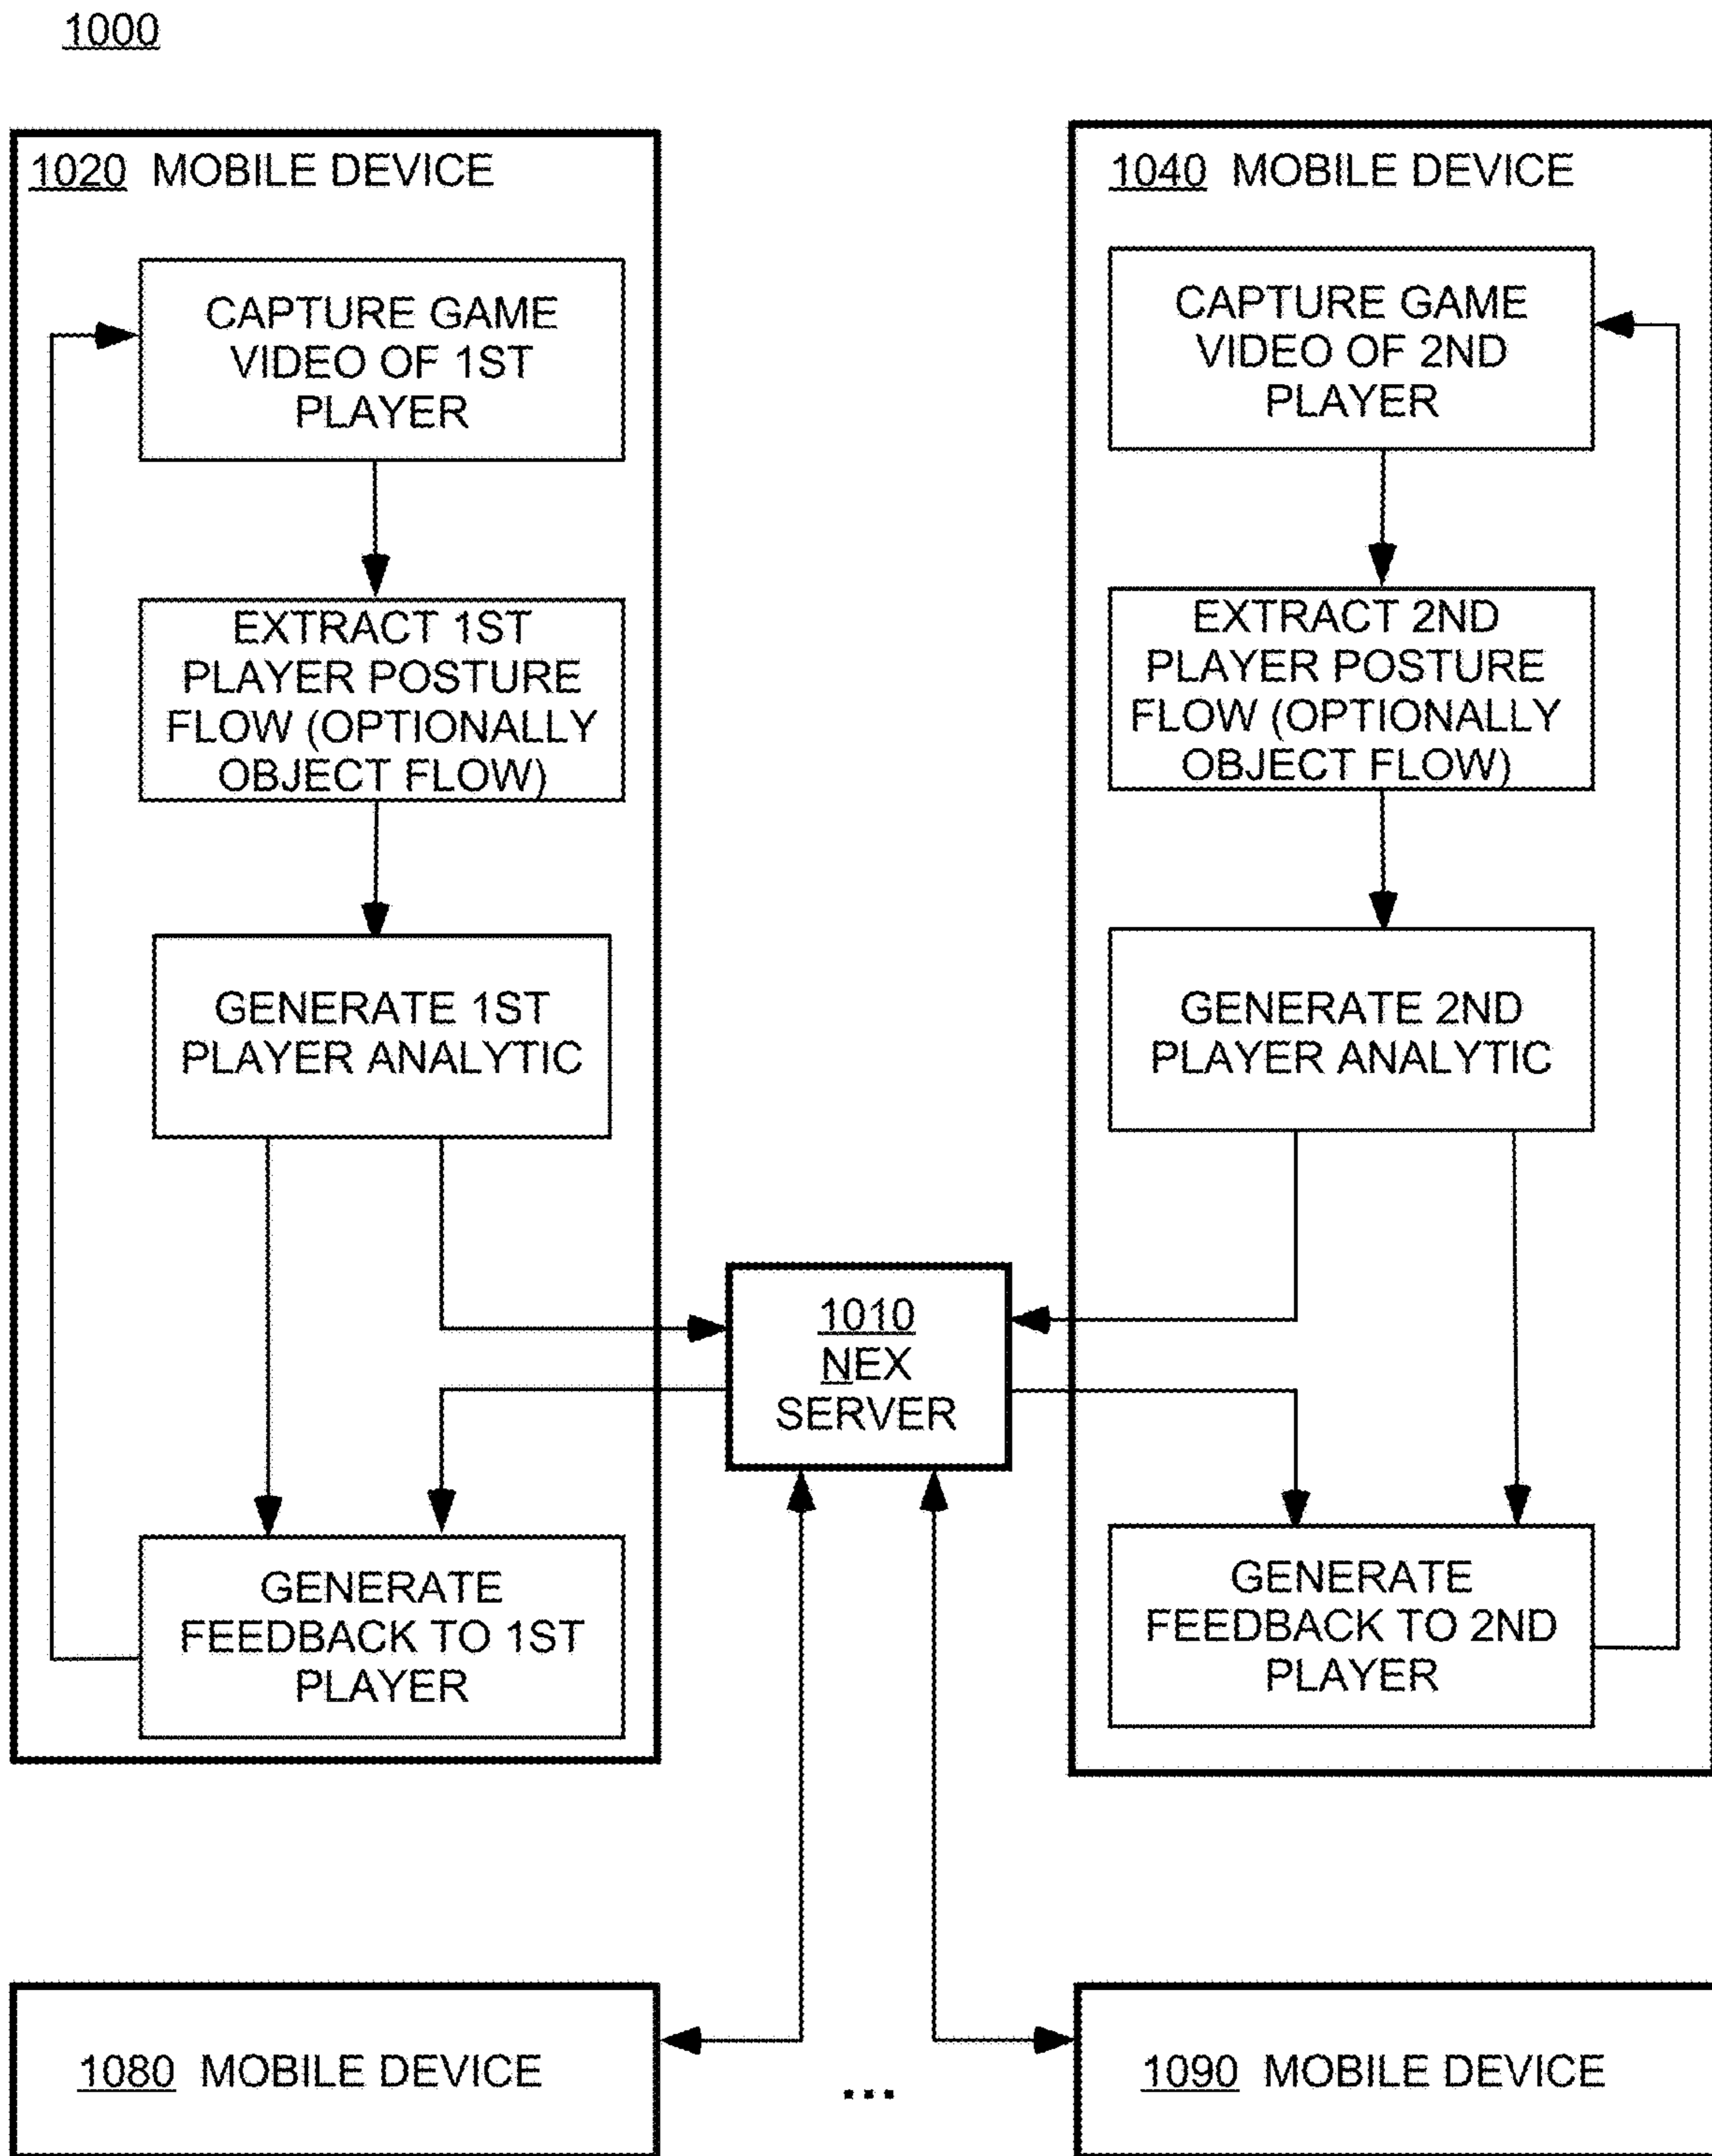 1000
1020 MOBILE DEVICE
CAPTURE GAME
VIDEO OF 1ST
PLAYER
EXTRACT 1ST
PLAYER POSTURE
FLOW (OPTIONALLY
OBJECT FLOW)
GENERATE 1ST
PLAYER ANALYTIC
GENERATE
FEEDBACK TO 1ST
PLAYER
1040 MOBILE DEVICE
CAPTURE GAME
VIDEO OF 2ND
PLAYER
EXTRACT 2ND
PLAYER POSTURE
FLOW (OPTIONALLY
OBJECT FLOW)
GENERATE 2ND
PLAYER ANALYTIC
GENERATE
FEEDBACK TO 2ND
PLAYER
1010
NEX
SERVER
1080 MOBILE DEVICE
...
1090 MOBILE DEVICE